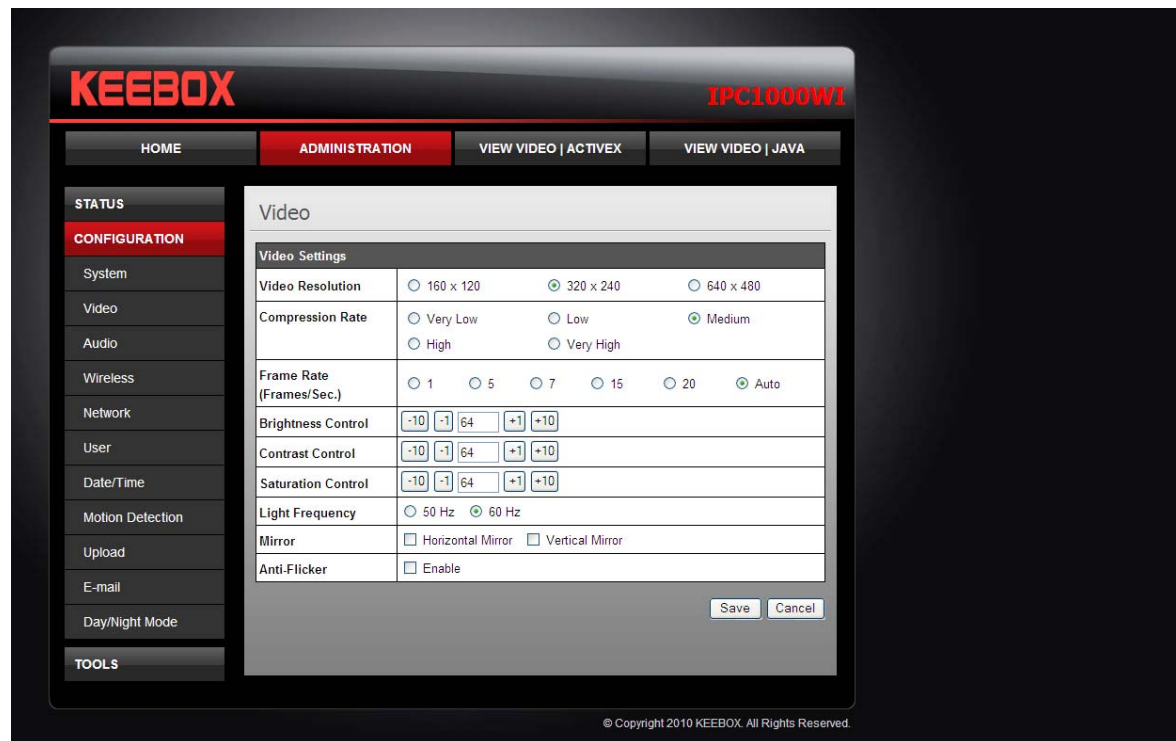 KEEBOX
IPC1000WI
HOME ADMINISTRATION VIEW VIDEO | ACTIVEX VIEW VIDEO | JAVA
STATUS
CONFIGURATION
System
Video
Audio
Wireless
Network
User
Date/Time
Motion Detection
Upload
E-mail
Day/Night Mode
TOOLS
Video
Video Settings
Video Resolution 160 x 120 320 x 240 640 x 480
Compression Rate Very Low Low Medium
High Very High
Frame Rate
(Frames/Sec.) 1 5 7 15 20 Auto
Brightness Control -10 -1 64 +1 +10
Contrast Control -10 -1 64 +1 +10
Saturation Control -10 -1 64 +1 +10
Light Frequency 50 Hz 60 Hz
Mirror Horizontal Mirror Vertical Mirror
Anti-Flicker Enable
Save Cancel
© Copyright 2010 KEEBOX. All Rights Reserved.